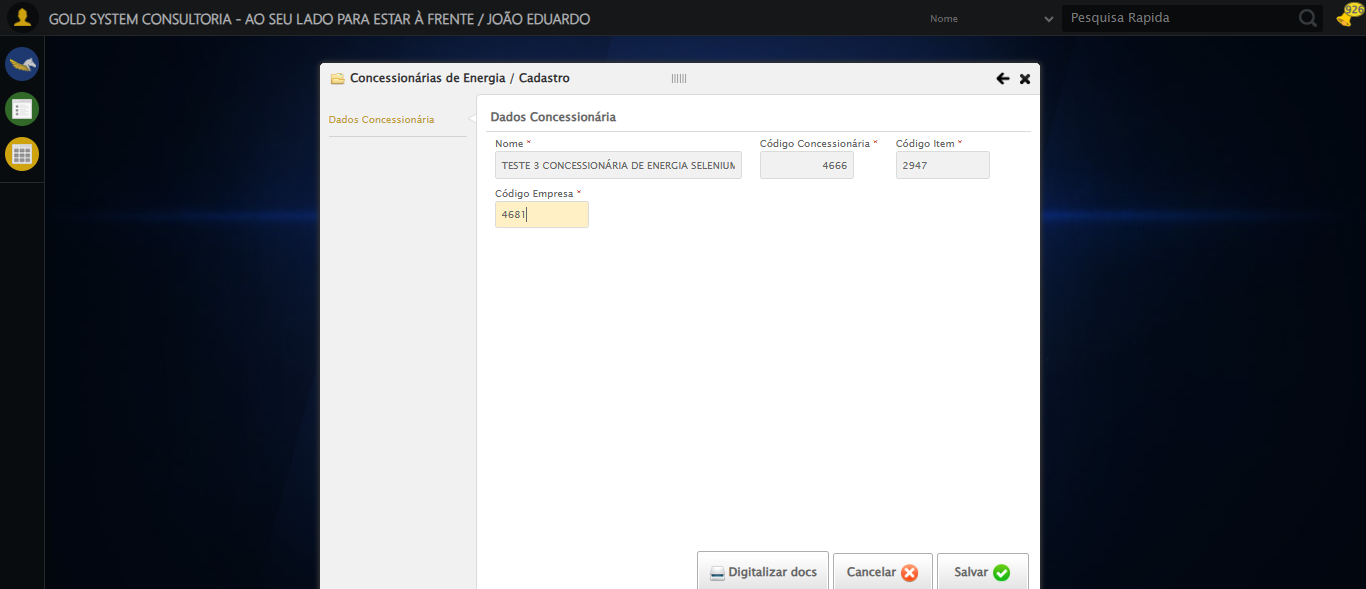 GOLD SYSTEM CONSULTORIA - AO SEU LADO PARA ESTAR À FRENTE / JOÃO EDUARDO
Nome
Pesquisa Rapida
926
Concessionárias de Energia / Cadastro
Dados Concessionária
Dados Concessionária
Nome *
Código Concessionária *
Código Item *
TESTE 3 CONCESSIONÁRIA DE ENERGIA SELENIUM
4666
2947
Código Empresa *
4681
Digitalizar docs
Cancelar
Salvar